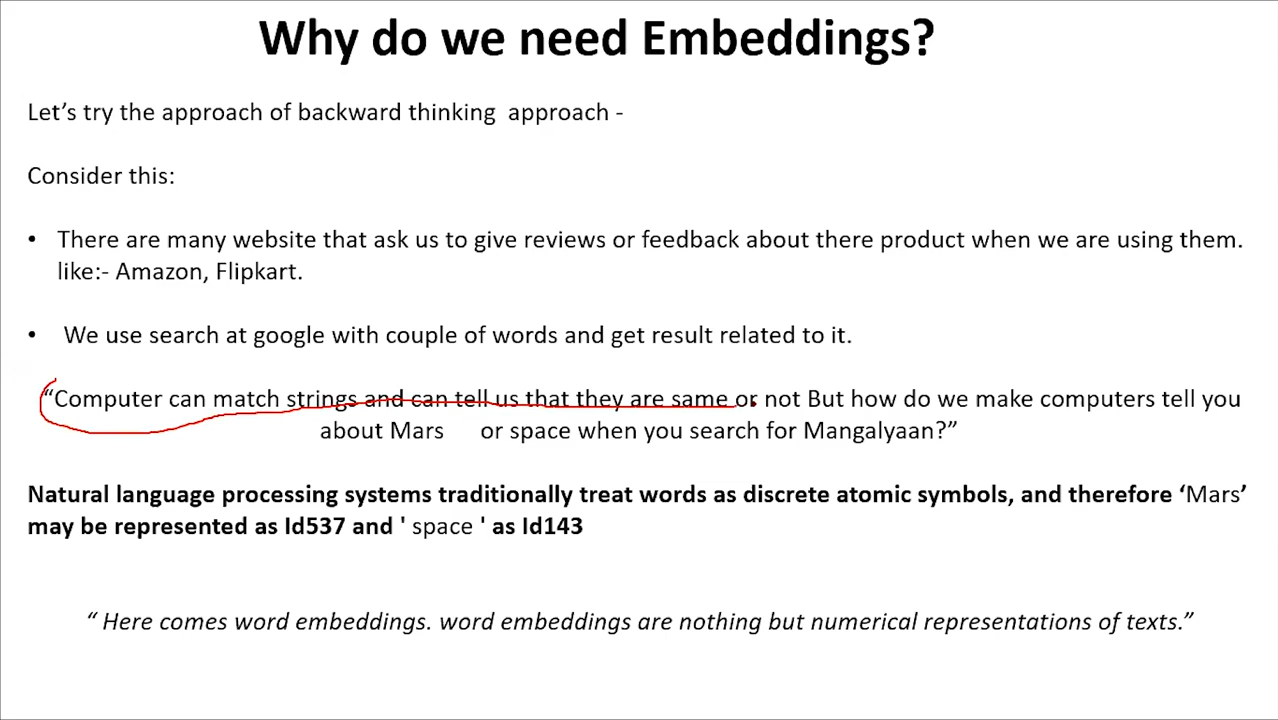 Why do we need Embeddings?
Let’s try the approach of backward thinking  approach -
Consider this:
• There are many website that ask us to give reviews or feedback about there product when we are using them.
like:- Amazon, Flipkart.
• We use search at google with couple of words and get result related to it.
“Computer can match strings and can tell us that they are same or not But how do we make computers tell you
about Mars    or space when you search for Mangalyaan?”
Natural language processing systems traditionally treat words as discrete atomic symbols, and therefore ‘Mars’
may be represented as Id537 and ' space ' as Id143
“ Here comes word embeddings. word embeddings are nothing but numerical representations of texts.”